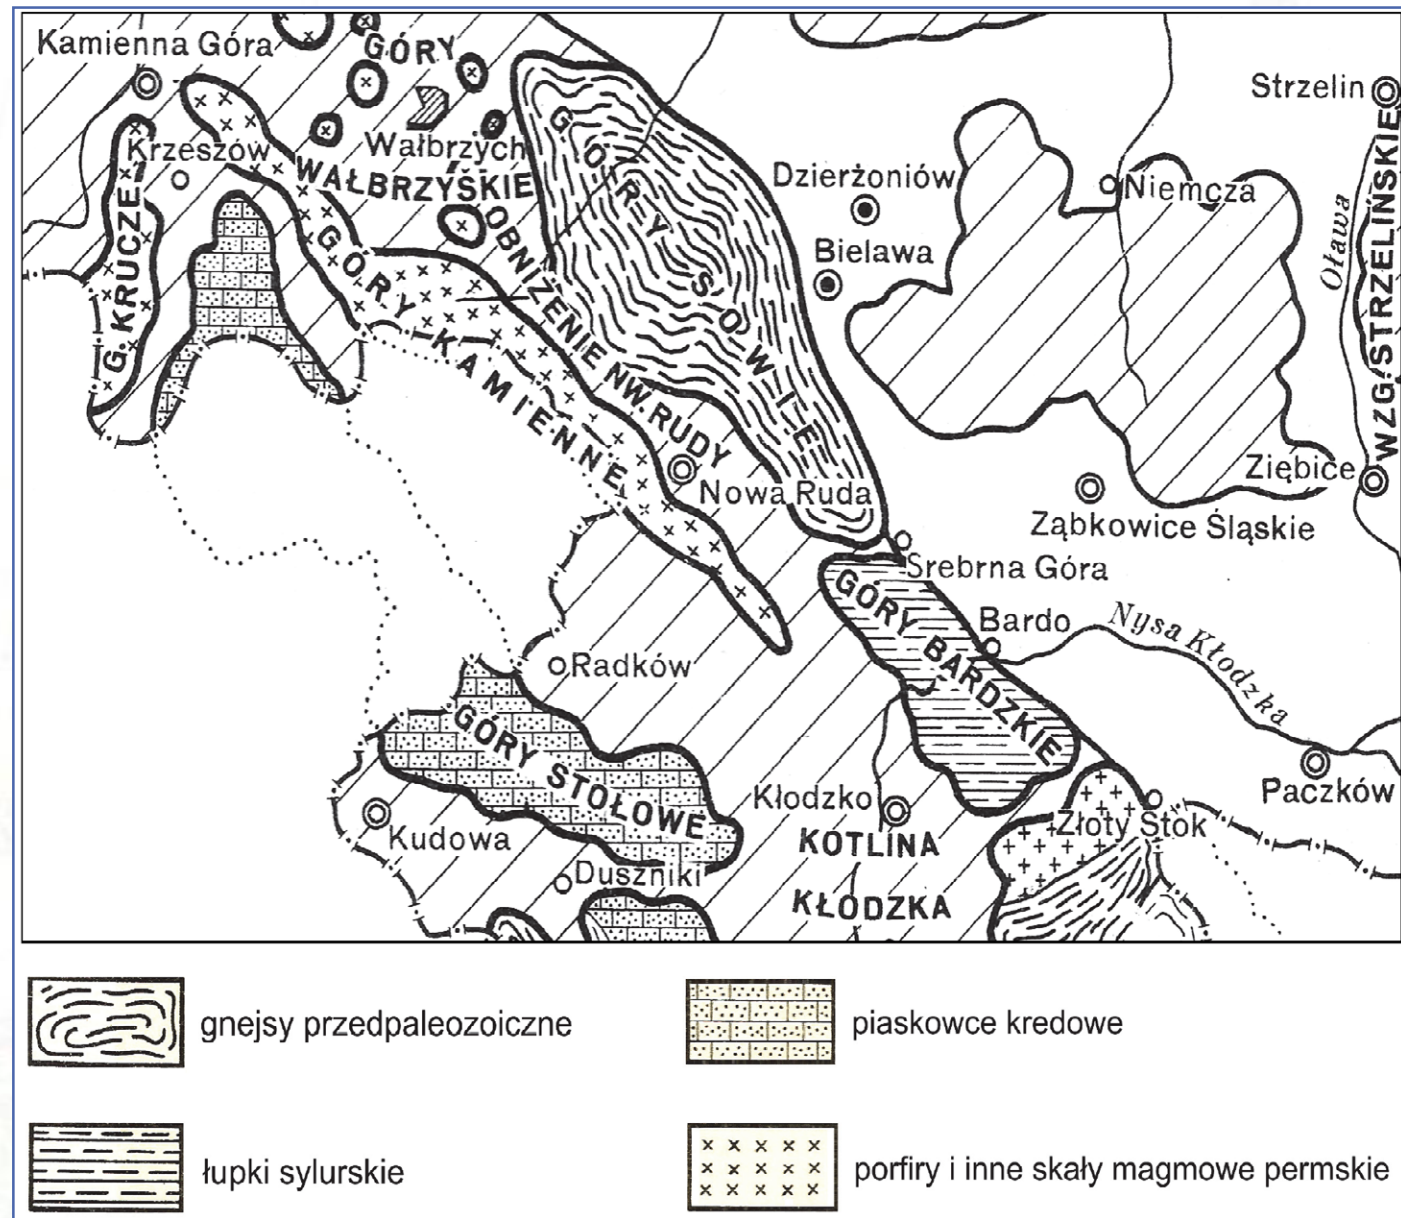 Kamienna Góra
GÓRY
Strzelin
Krzeszów
Wałbrzych
WAŁBRZYSKIE
Dzierżoniów
Niemcza
Bielawa
Oława
G. KRUCZE
GÓRY KAMIENNE
OBNIŻENIE NW. RUDY
GÓRY SOWIE
WZG. STRZELIŃSKIE
Nowa Ruda
Ziębice
Ząbkowice Śląskie
Srebrna Góra
GÓRY BARDZKIE
Bardo
Nysa Kłodzka
Radków
GÓRY STOŁOWE
Kłodzko
Paczków
Kudowa
KOTLINA
KŁODZKA
Złoty Stok
Duszniki
gnejsy przedpaleozoiczne
piaskowce kredowe
łupki sylurskie
porfiry i inne skały magmowe permskie